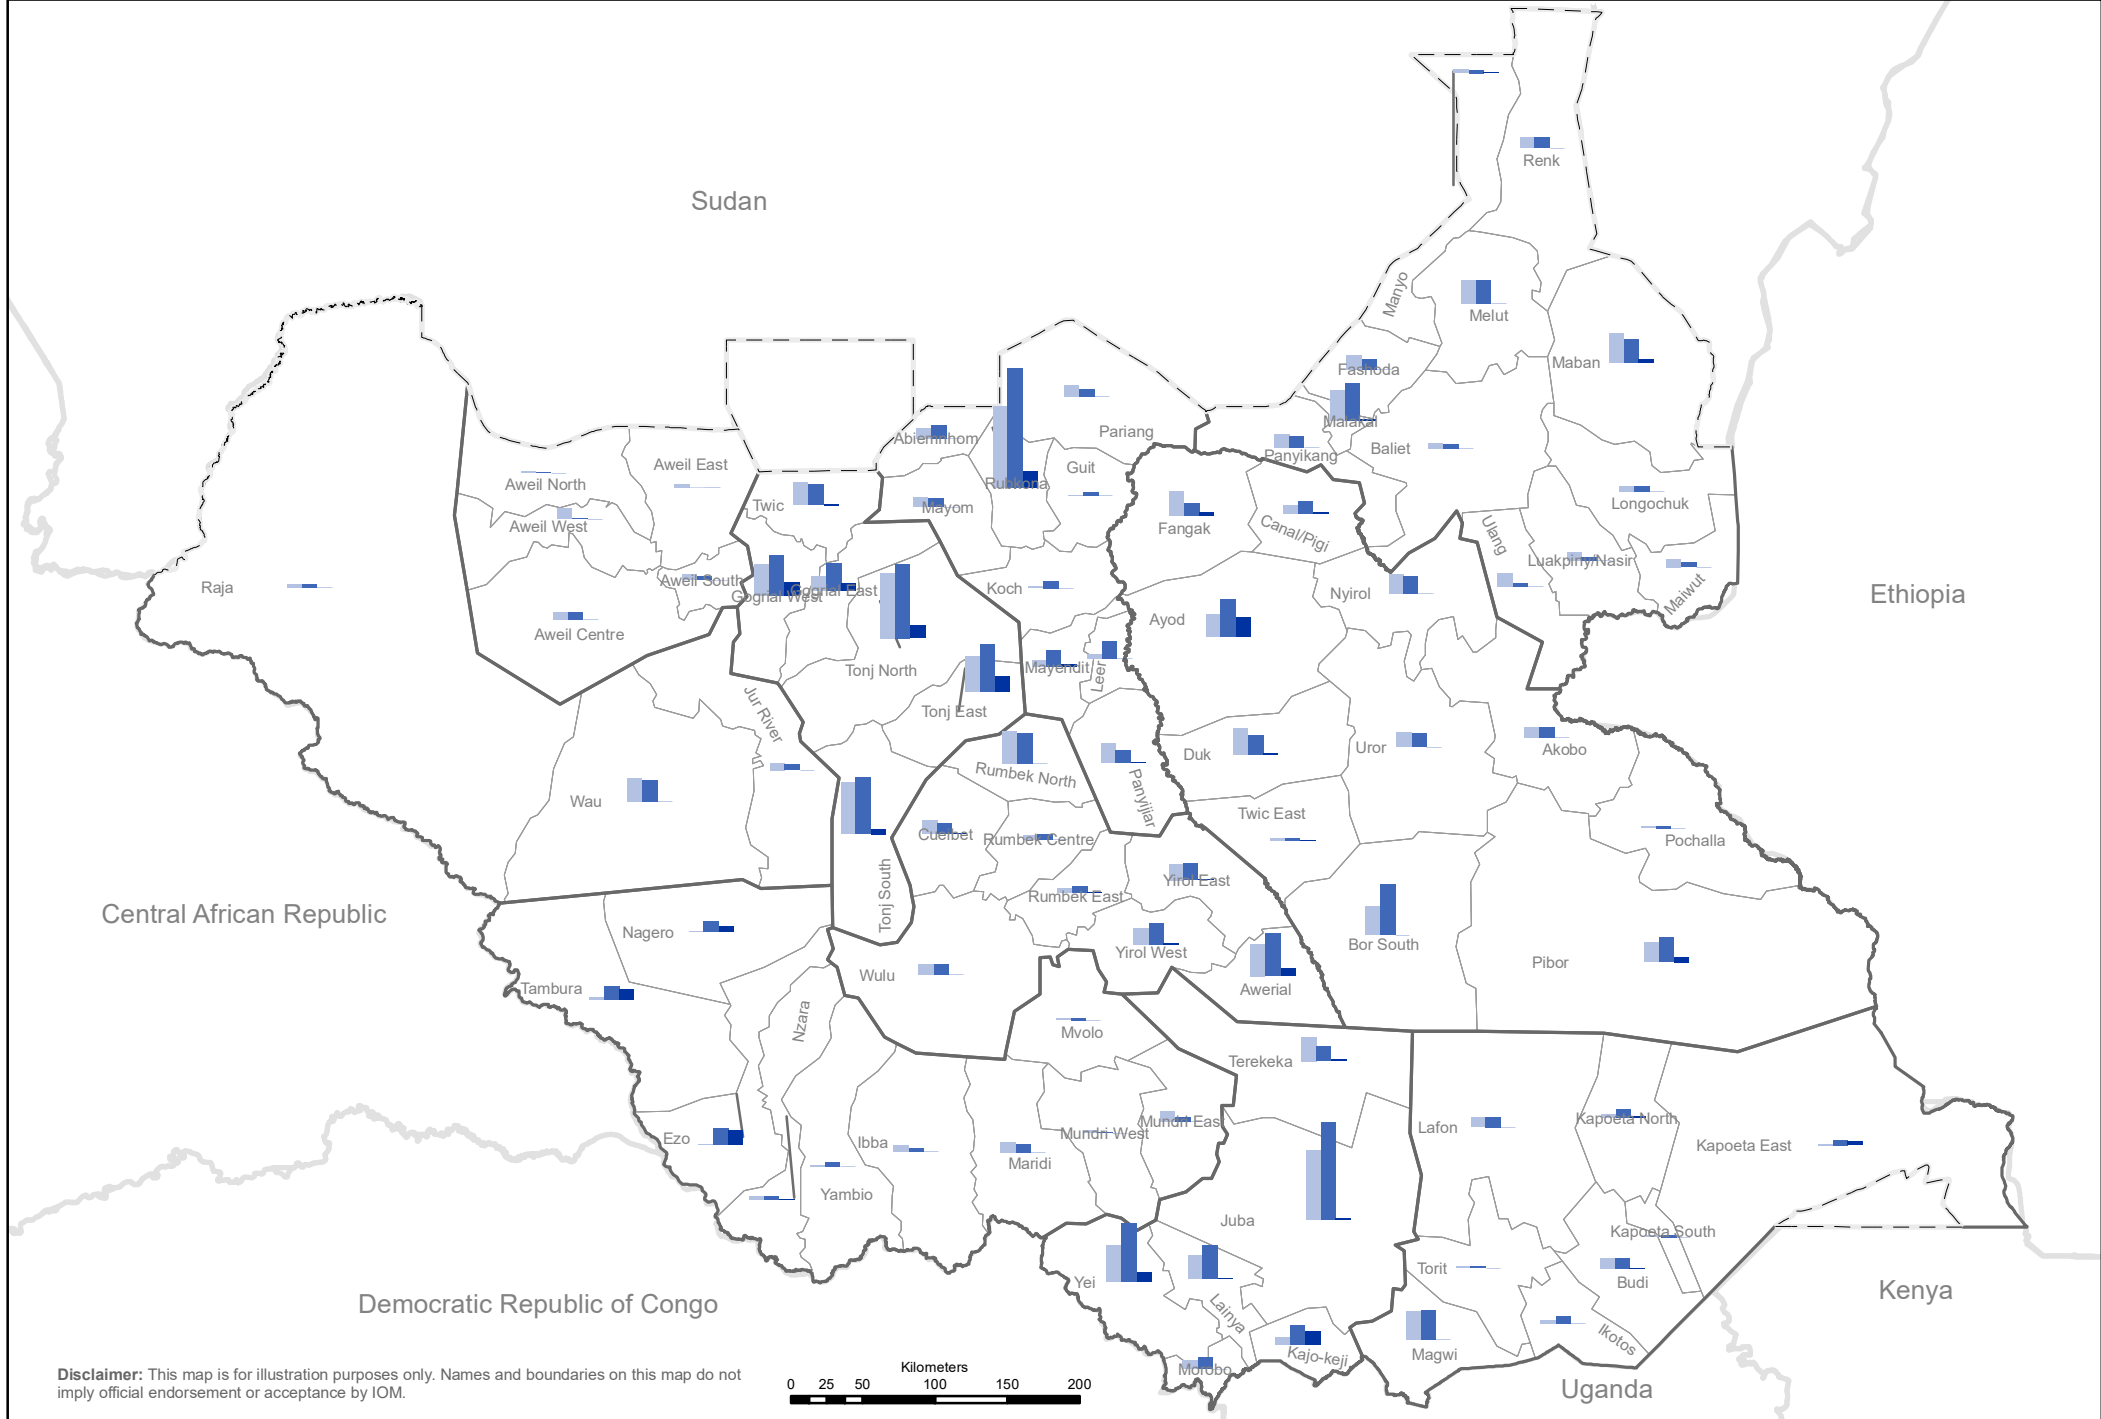 Sudan
Renk
Manyo
Melut
Maban
Fashoda
Malakal
Baliet
Panyikang
Longochuk
Ulang
Luakpiny/Nasir
Maiwut
Ethiopia
Abiemnhom
Pariang
Rubkona
Guit
Mayom
Koch
Mayendit
Leer
Panyijiar
Fangak
Canal/Pigi
Ayod
Nyirol
Duk
Uror
Akobo
Twic East
Pochalla
Bor South
Pibor
Raja
Aweil North
Aweil East
Aweil West
Aweil South
Aweil Centre
Twic
Gogrial West
Gogrial East
Tonj North
Tonj East
Tonj South
Jur River
Wau
Rumbek North
Cueibet
Rumbek Centre
Rumbek East
Yirol East
Yirol West
Awerial
Wulu
Central African Republic
Nagero
Tambura
Nzara
Ezo
Yambio
Ibba
Maridi
Mvolo
Mundri West
Mundri East
Terekeka
Juba
Yei
Lainya
Morobo
Kajo-keji
Lafon
Kapoeta North
Kapoeta East
Kapoeta South
Torit
Budi
Ikotos
Magwi
Kenya
Uganda
Democratic Republic of Congo
Disclaimer: This map is for illustration purposes only. Names and boundaries on this map do not
imply official endorsement or acceptance by IOM.
Kilometers
0 25 50 100 150 200